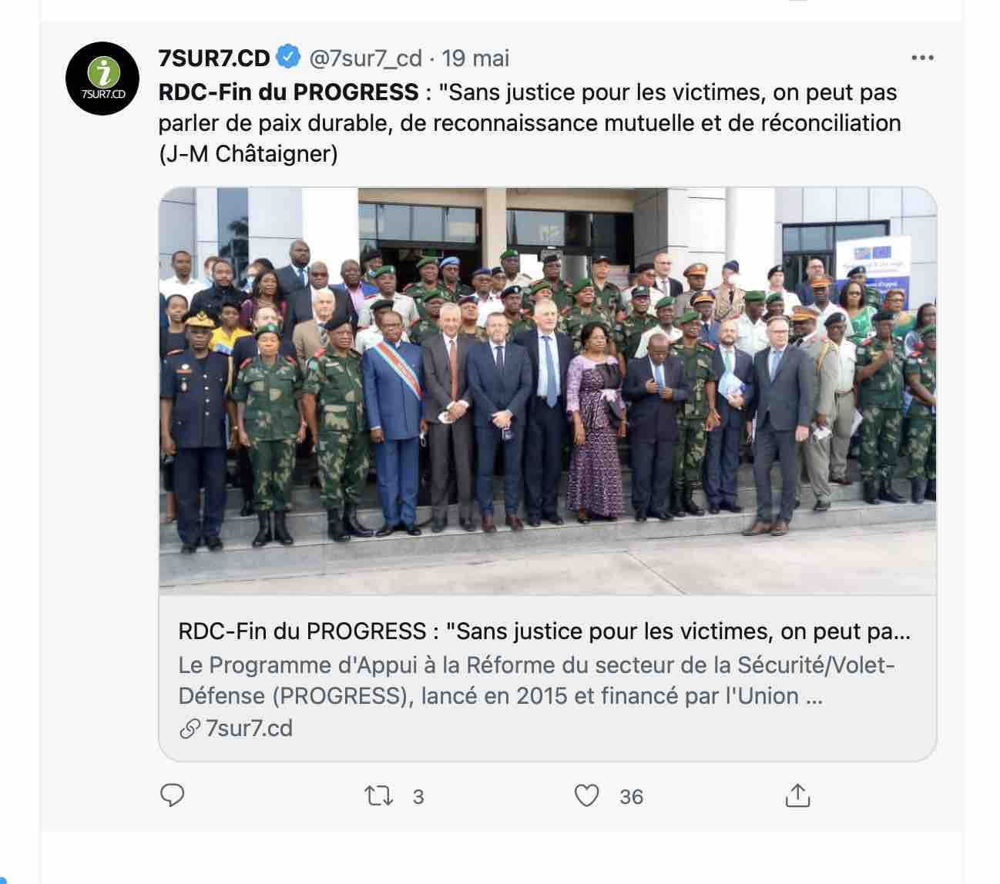 7SUR7.CD @7sur7_cd · 19 mai
i
7SUR7.CD
RDC-Fin du PROGRESS : "Sans justice pour les victimes, on peut pas
parler de paix durable, de reconnaissance mutuelle et de réconciliation
(J-M Châtaigner)
RDC-Fin du PROGRESS : "Sans justice pour les victimes, on peut pa...
Le Programme d'Appui à la Réforme du secteur de la Sécurité/Volet-
Défense (PROGRESS), lancé en 2015 et financé par l'Union ...
7sur7.cd
3 36